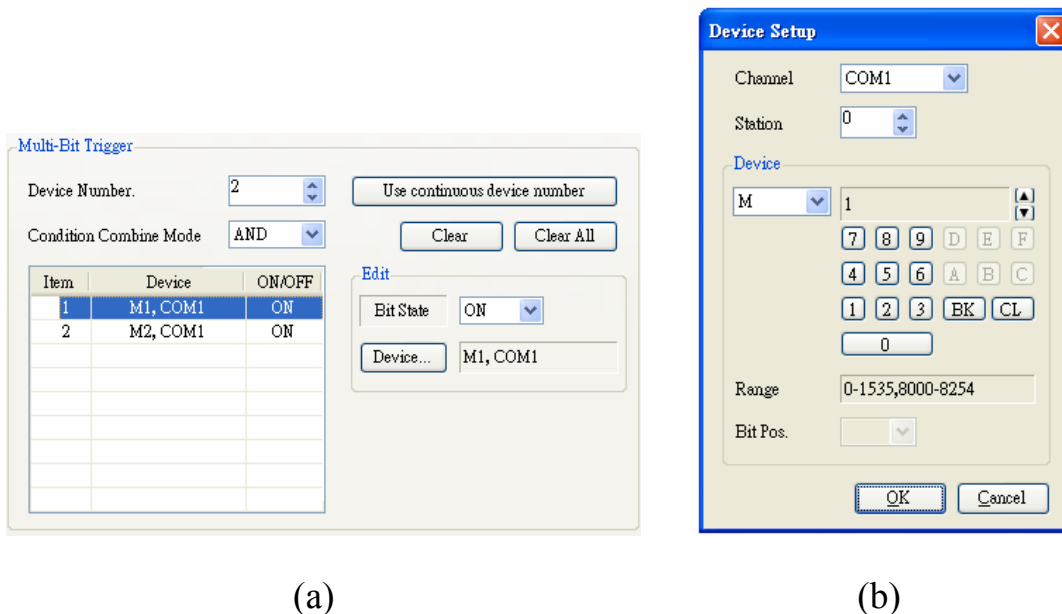 Multi-Bit Trigger
Device Number. 2 Use continuous device number
Condition Combine Mode AND Clear Clear All
Item Device ON/OFF
1 M1, COM1 ON
2 M2, COM1 ON
Edit
Bit State ON
Device... M1, COM1
(a)
Device Setup
Channel COM1
Station 0
Device
M 1
7 8 9 D E F
4 5 6 A B C
1 2 3 BK CL
0
Range 0-1535,8000-8254
Bit Pos.
OK Cancel
(b)